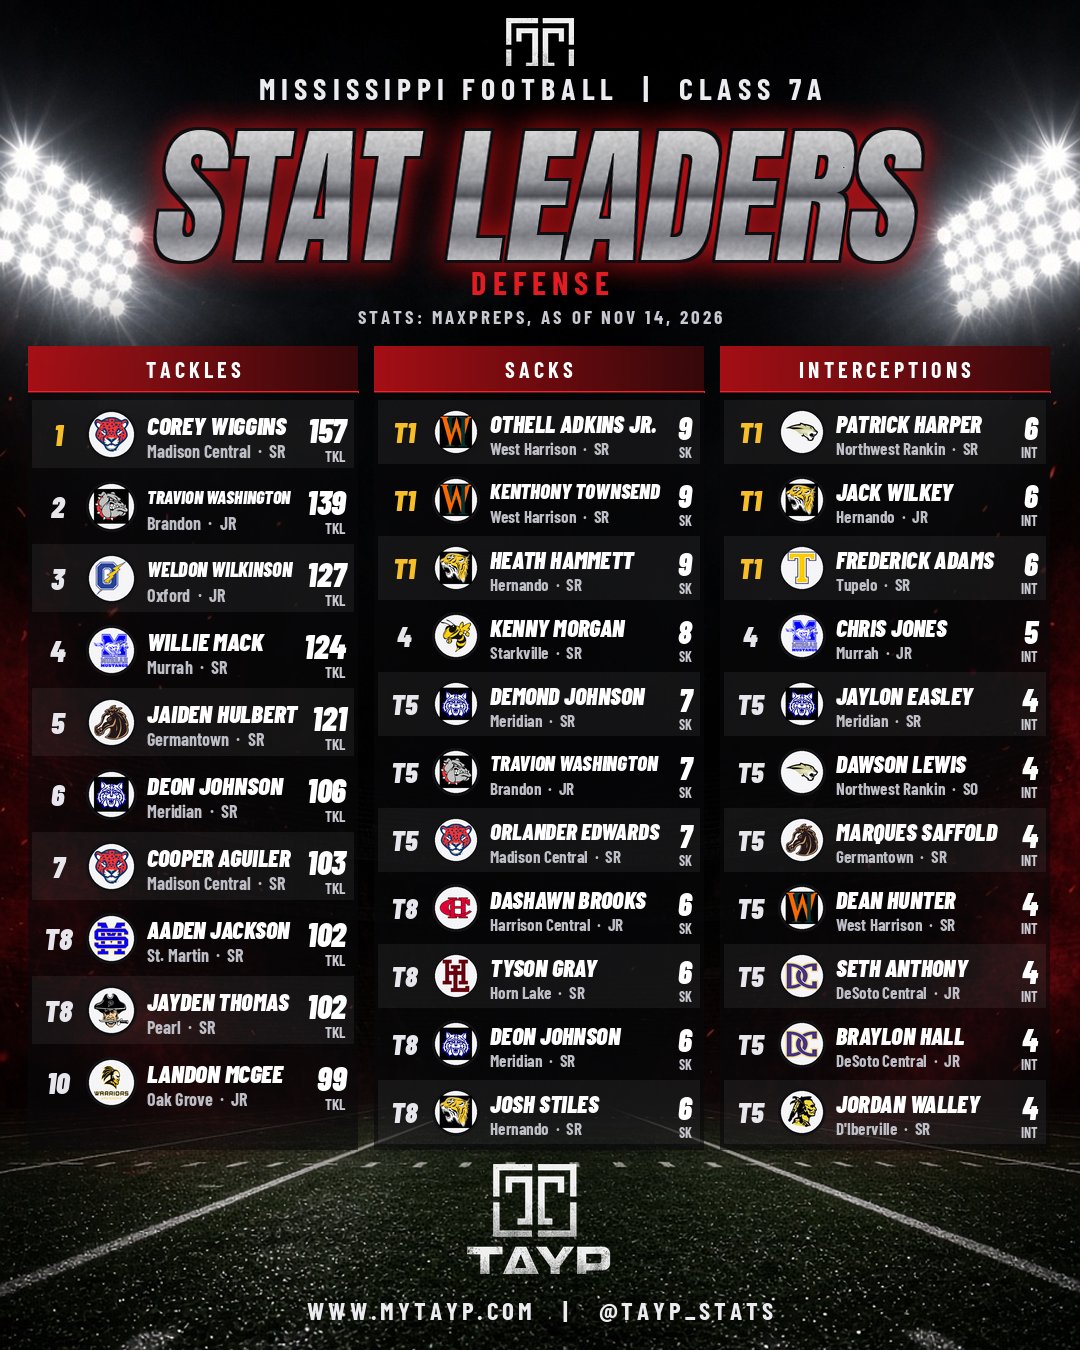 MISSISSIPPI FOOTBALL | CLASS 7A
STAT LEADERS
DEFENSE
STATS: MAXPREPS, AS OF NOV 14, 2026
TACKLES
1 COREY WIGGINS 157
Madison Central · SR TKL
2 TRAVION WASHINGTON 139
Brandon · JR TKL
3 WELDON WILKINSON 127
Oxford · JR TKL
4 WILLIE MACK 124
Murrah · SR TKL
5 JAIDEN HULBERT 121
Germantown · SR TKL
6 DEON JOHNSON 106
Meridian · SR TKL
7 COOPER AGUILER 103
Madison Central · SR TKL
T8 AADEN JACKSON 102
St. Martin · SR TKL
T8 JAYDEN THOMAS 102
Pearl · SR TKL
10 LANDON MCGEE 99
WARRIORS Oak Grove · JR TKL
SACKS
T1 OTHELL ADKINS JR. 9
West Harrison · SR SK
T1 KENTHONY TOWNSEND 9
West Harrison · SR SK
T1 HEATH HAMMETT 9
Hernando · SR SK
4 KENNY MORGAN 8
Starkville · SR SK
T5 DEMOND JOHNSON 7
Meridian · SR SK
T5 TRAVION WASHINGTON 7
Brandon · JR SK
T5 ORLANDER EDWARDS 7
Madison Central · SR SK
T8 DASHAWN BROOKS 6
Harrison Central · JR SK
T8 TYSON GRAY 6
Horn Lake · SR SK
T8 DEON JOHNSON 6
Meridian · SR SK
T8 JOSH STILES 6
Hernando · SR SK
INTERCEPTIONS
T1 PATRICK HARPER 6
Northwest Rankin · SR INT
T1 JACK WILKEY 6
Hernando · JR INT
T1 FREDERICK ADAMS 6
Tupelo · SR INT
4 CHRIS JONES 5
Murrah · JR INT
T5 JAYLON EASLEY 4
Meridian · SR INT
T5 DAWSON LEWIS 4
Northwest Rankin · SO INT
T5 MARQUES SAFFOLD 4
Germantown · SR INT
T5 DEAN HUNTER 4
West Harrison · SR INT
T5 SETH ANTHONY 4
DeSoto Central · JR INT
T5 BRAYLON HALL 4
DeSoto Central · JR INT
T5 JORDAN WALLEY 4
D'Iberville · SR INT
TAYP
WWW.MYTAYP.COM | @TAYP_STATS